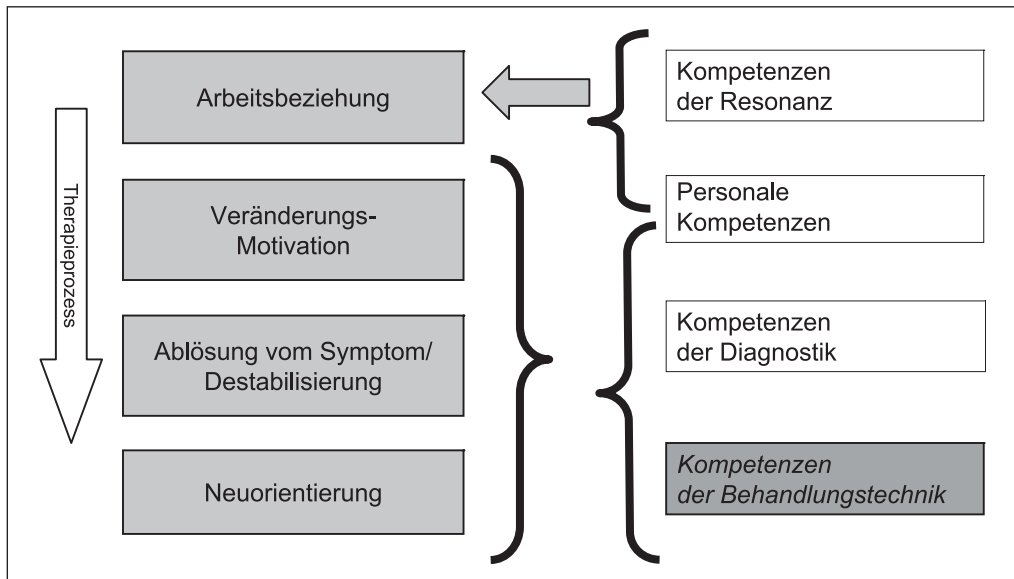 Therapieprozess
Arbeitsbeziehung
Veränderungs-
Motivation
Ablösung vom Symptom/
Destabilisierung
Neuorientierung
Kompetenzen
der Resonanz
Personale
Kompetenzen
Kompetenzen
der Diagnostik
Kompetenzen
der Behandlungstechnik